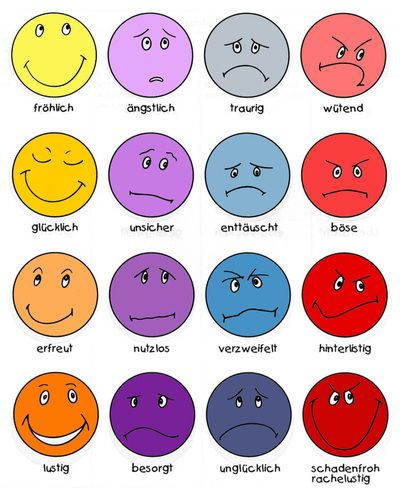 fröhlich
ängstlich
traurig
wütend
glücklich
unsicher
enttäuscht
böse
erfreut
nutzlos
verzweifelt
hinterlistig
lustig
besorgt
unglücklich
schadenfroh
rachelustig